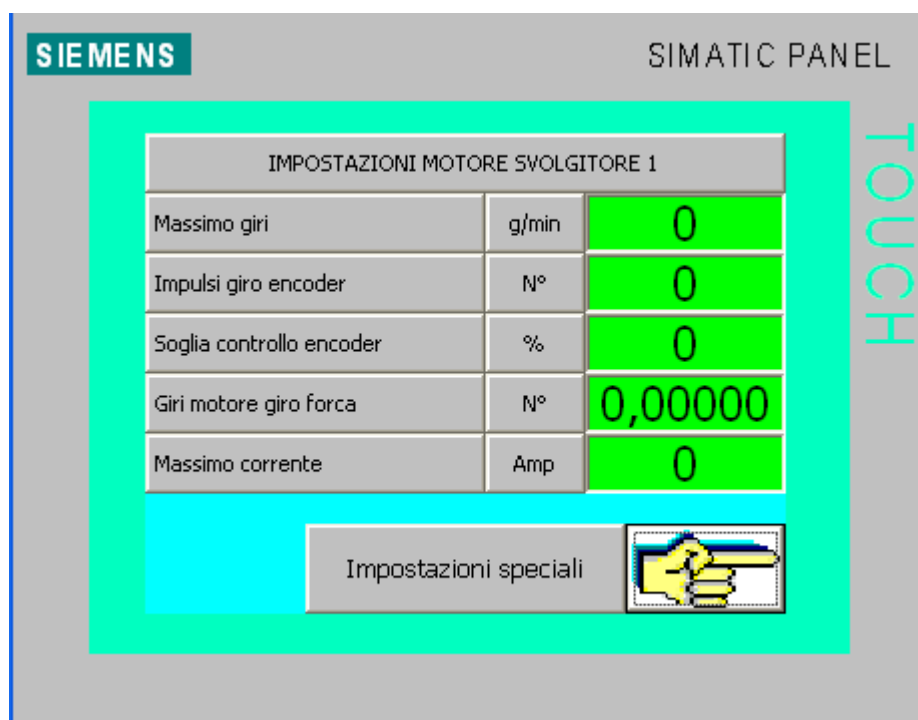 SIEMENS
SIMATIC PANEL
TOUCH
IMPOSTAZIONI MOTORE SVOLGITORE 1
Massimo giri g/min 0
Impulsi giro encoder N° 0
Soglia controllo encoder % 0
Giri motore giro forca N° 0,00000
Massimo corrente Amp 0
Impostazioni speciali